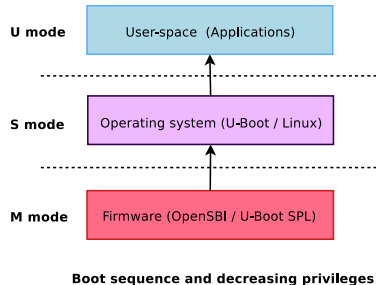 U mode
User-space (Applications)
S mode
Operating system (U-Boot / Linux)
M mode
Firmware (OpenSBI / U-Boot SPL)
Boot sequence and decreasing privileges